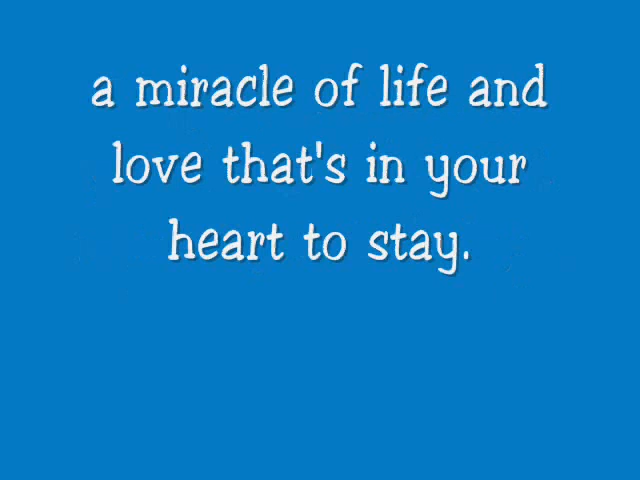 a miracle of life and
love that's in your
heart to stay.